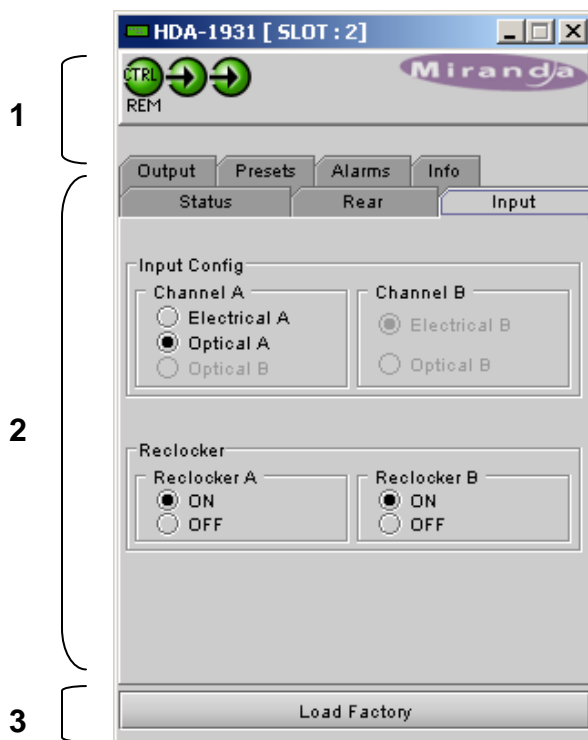 HDA-1931 [ SLOT : 2]
CTRL
REM
Miranda
1
Output Presets Alarms Info
Status Rear Input
Input Config
Channel A Channel B
Electrical A Electrical B
Optical A
Optical B Optical B
2
Reclocker
Reclocker A Reclocker B
ON ON
OFF OFF
Load Factory
3